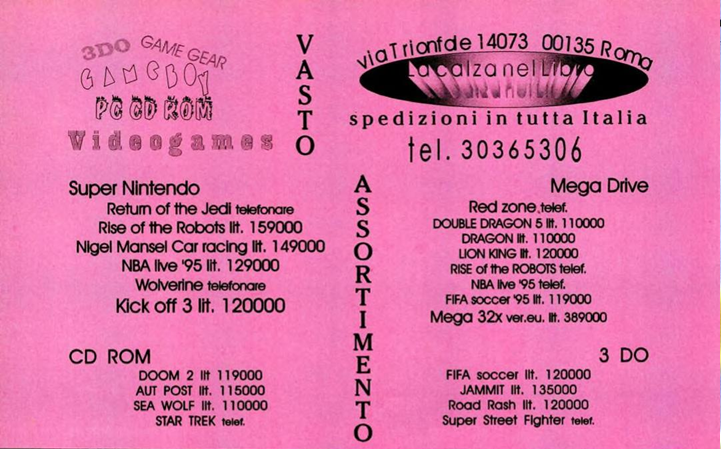 3DO GAME GEAR
GAMEBOY
PC CD ROM
Videogames
VASTO
ASSORTIMENTO
via Trionfde 14073 00135 Roma
La calza nel Libro
spedizioni in tutta Italia
tel. 30365306
Super Nintendo
Return of the Jedi telefonare
Rise of the Robots lit. 159000
Nigel Mansel Car racing lit. 149000
NBA live '95 lit. 129000
Wolverine telefonare
Kick off 3 lit. 120000
Mega Drive
Red zone telef.
DOUBLE DRAGON 5 lit. 110000
DRAGON lit. 110000
LION KING lit. 120000
RISE of the ROBOTS telef.
NBA live '95 telef.
FIFA soccer '95 lit. 119000
Mega 32x ver.eu. lit. 389000
CD ROM
DOOM 2 lit 119000
AUT POST lit. 115000
SEA WOLF lit. 110000
STAR TREK telef.
3 DO
FIFA soccer lit. 120000
JAMMIT lit. 135000
Road Rash lit. 120000
Super Street Fighter telef.